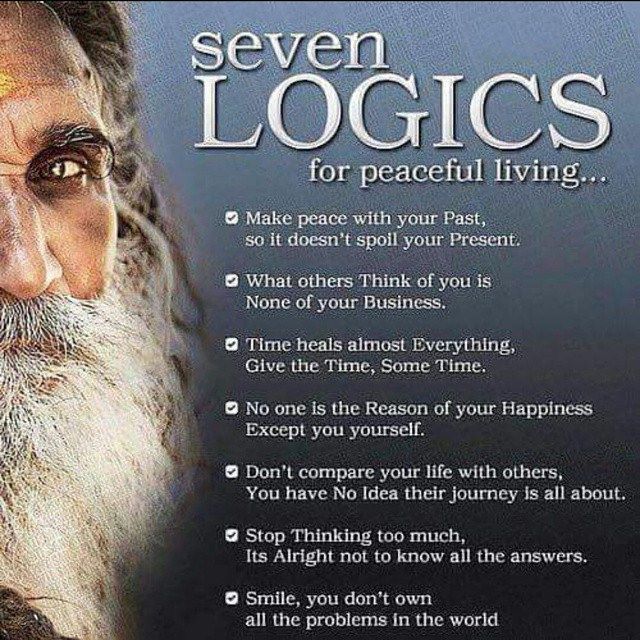 seven
LOGICS
for peaceful living...
Make peace with your Past,
so it doesn't spoil your Present.
What others Think of you is
None of your Business.
Time heals almost Everything,
Give the Time, Some Time.
No one is the Reason of your Happiness
Except you yourself.
Don't compare your life with others,
You have No Idea their journey is all about.
Stop Thinking too much,
Its Alright not to know all the answers.
Smile, you don't own
all the problems in the world